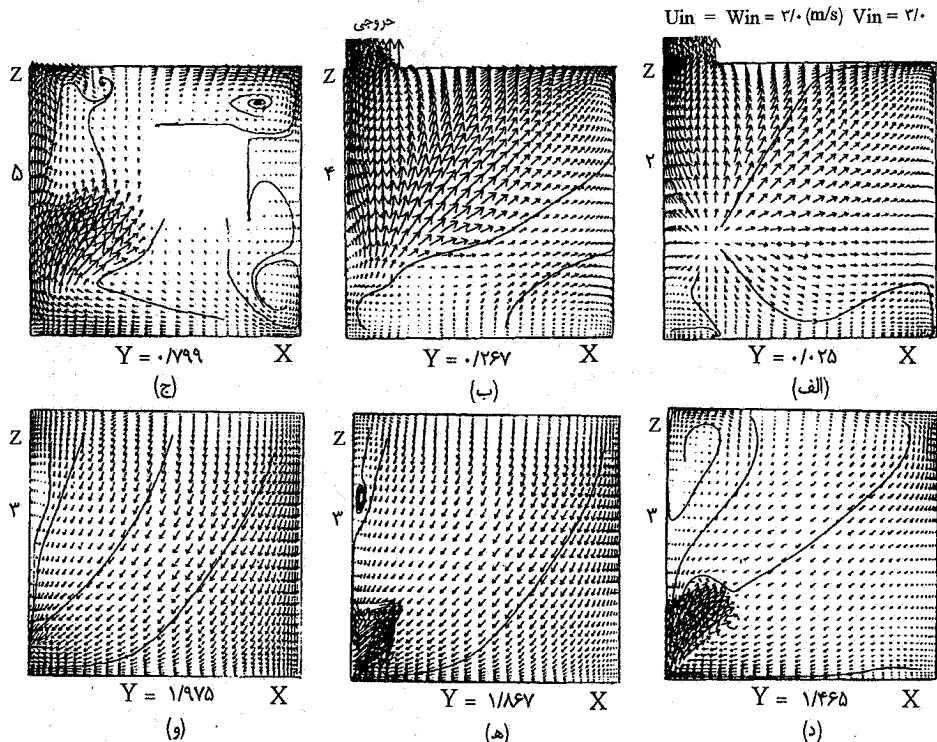 Uin = Win = ۳/۰ (m/s) Vin = ۳/۰
خروجی
Z
۲
Y = ۰/۰۲۵ X
(الف)
Z
۴
Y = ۰/۲۶۷ X
(ب)
Z
۵
Y = ۰/۷۹۹ X
(ج)
Z
۳
Y = ۱/۴۶۵ X
(د)
Z
۳
Y = ۱/۸۶۷ X
(ه)
Z
۳
Y = ۱/۹۷۵ X
(و)